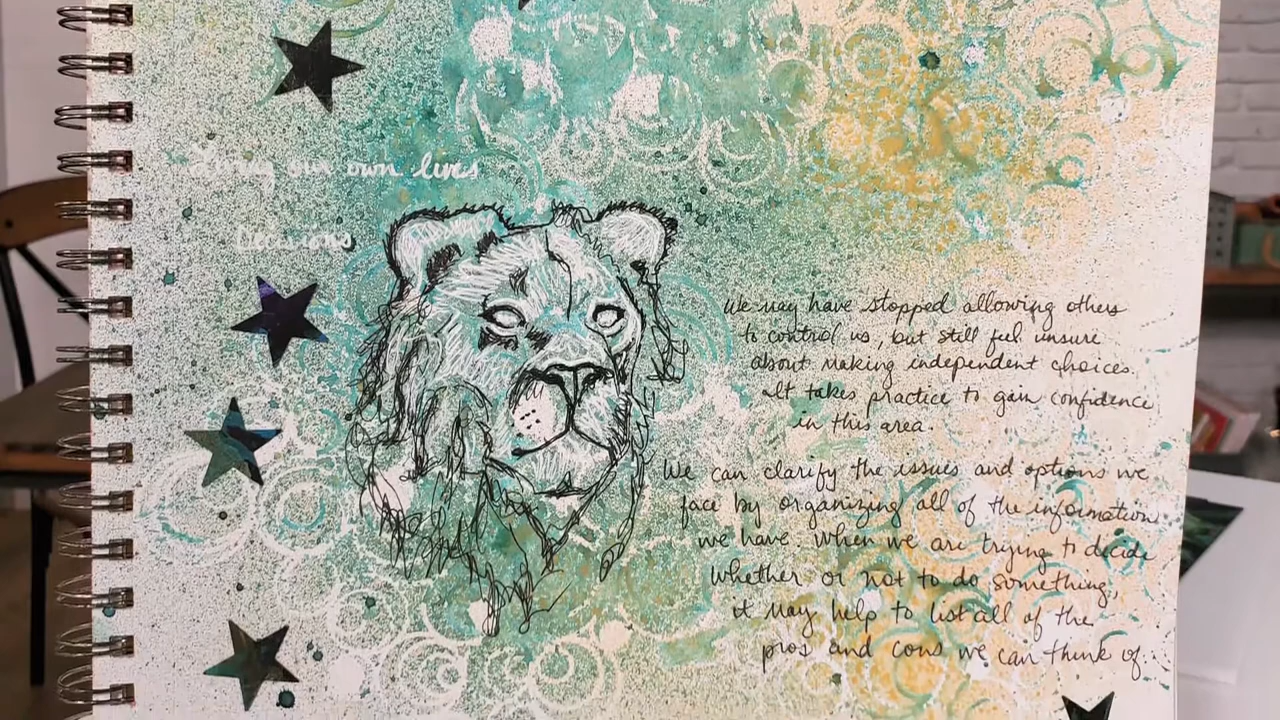 Living our own lives
Decisions
We may have stopped allowing others
to control us, but still feel unsure
about making independent choices.
It takes practice to gain confidence
in this area.
We can clarify the issues and options we
face by organizing all of the information
we have. When we are trying to decide
whether or not to do something,
it may help to list all of the
pros and cons we can think of.